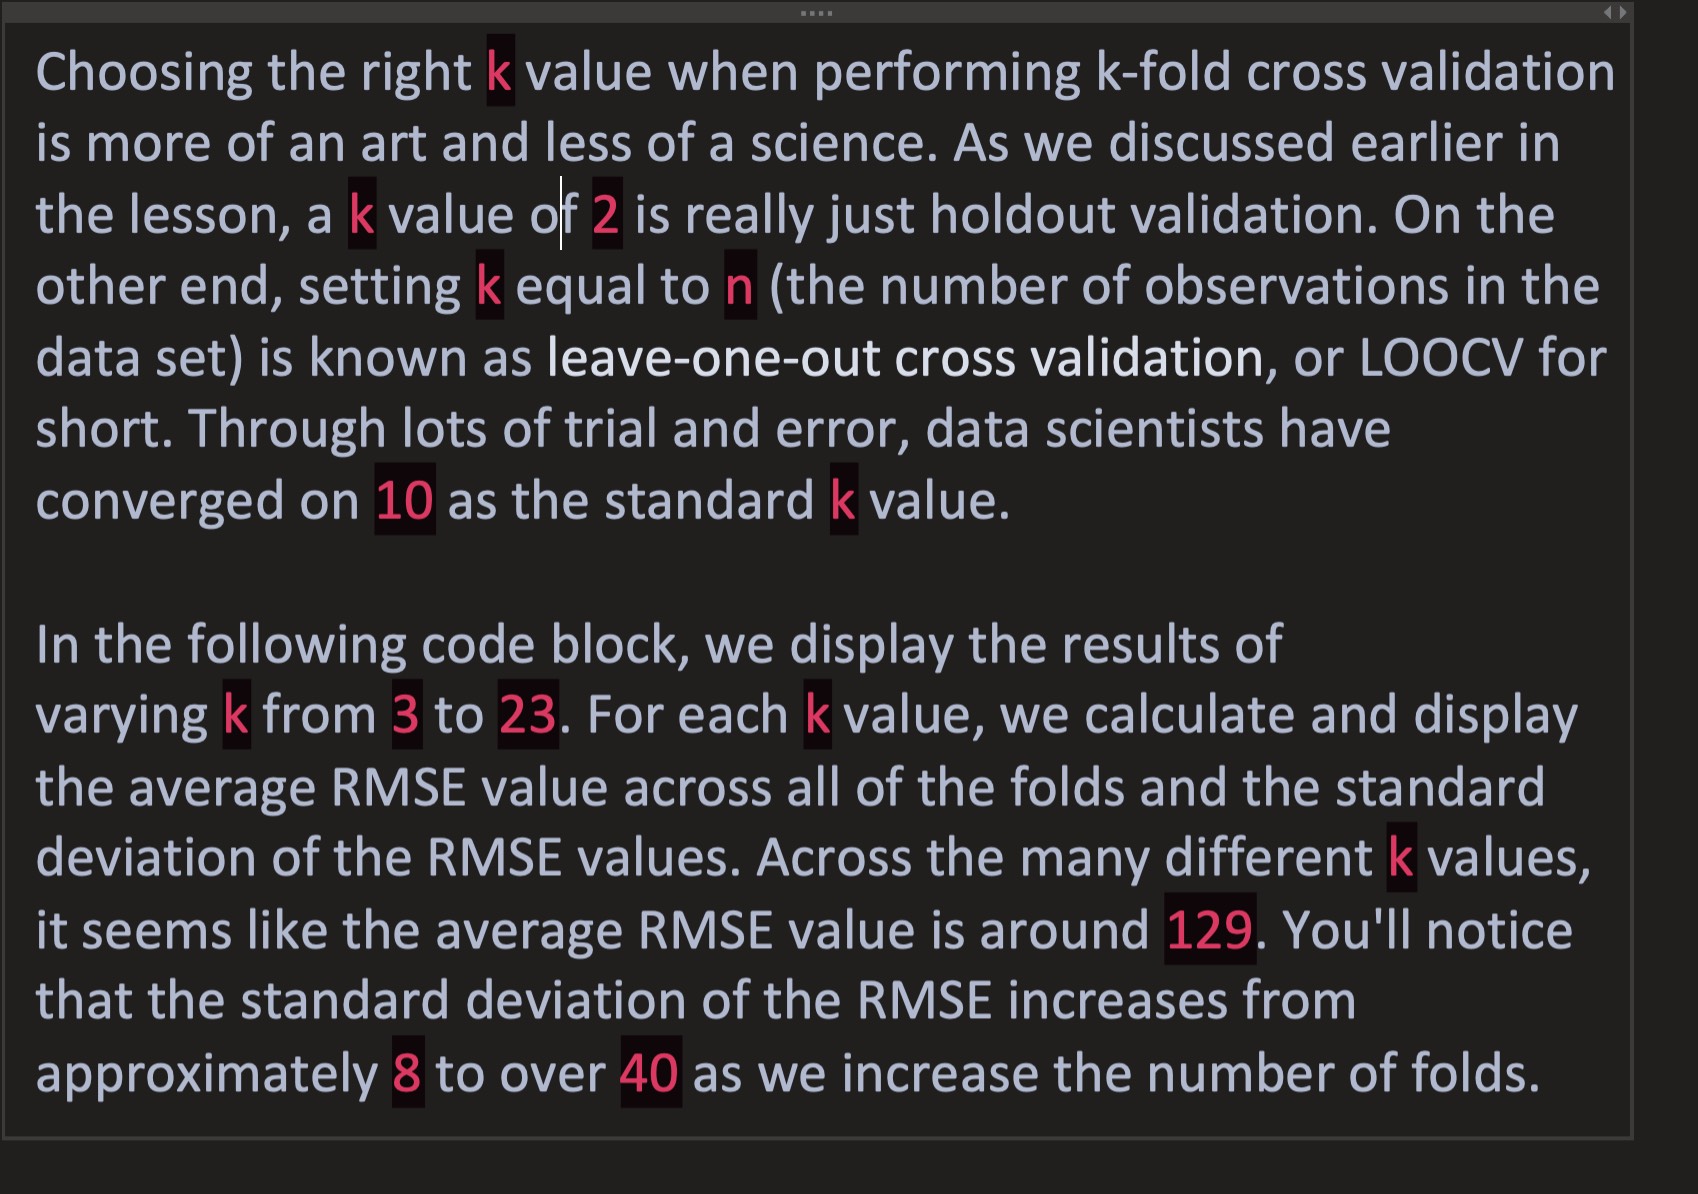 Choosing the right k value when performing k-fold cross validation
is more of an art and less of a science. As we discussed earlier in
the lesson, a k value of 2 is really just holdout validation. On the
other end, setting k equal to n (the number of observations in the
data set) is known as leave-one-out cross validation, or LOOCV for
short. Through lots of trial and error, data scientists have
converged on 10 as the standard k value.
In the following code block, we display the results of
varying k from 3 to 23. For each k value, we calculate and display
the average RMSE value across all of the folds and the standard
deviation of the RMSE values. Across the many different k values,
it seems like the average RMSE value is around 129. You'll notice
that the standard deviation of the RMSE increases from
approximately 8 to over 40 as we increase the number of folds.